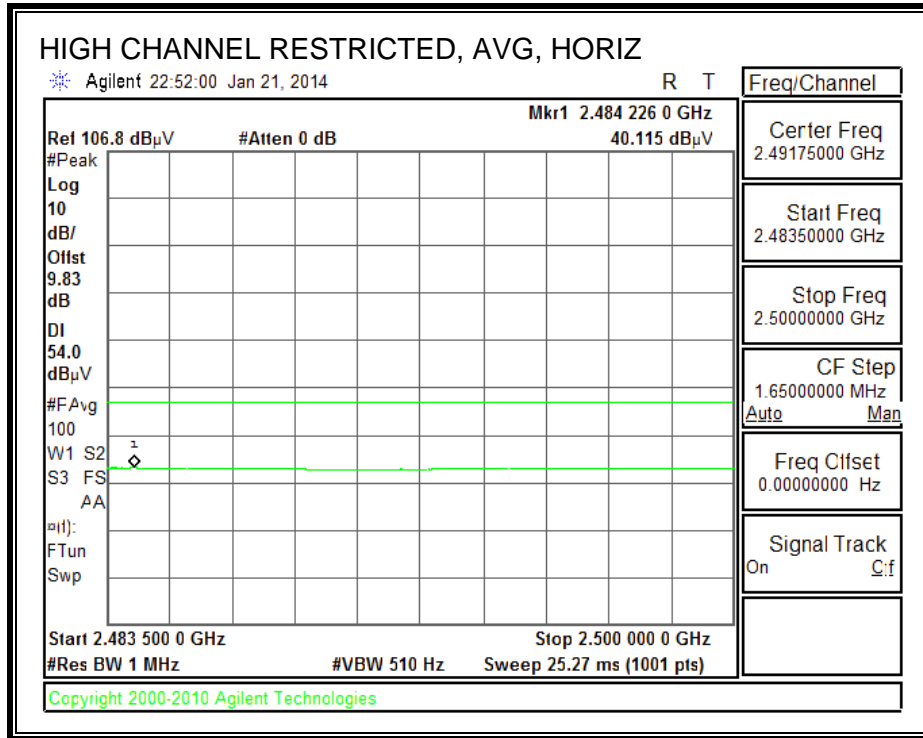 HIGH CHANNEL RESTRICTED, AVG, HORIZ
Agilent 22:52:00 Jan 21, 2014 R T
Mkr1 2.484 226 0 GHz
Ref 106.8 dBµV #Atten 0 dB 40.115 dBµV
#Peak
Log
10
dB/
Offst
9.83
dB
DI
54.0
dBµV
#FAvg
100
W1 S2
S3 FS
AA
¤(f):
FTun
Swp
1
Start 2.483 500 0 GHz Stop 2.500 000 0 GHz
#Res BW 1 MHz #VBW 510 Hz Sweep 25.27 ms (1001 pts)
Copyright 2000-2010 Agilent Technologies
Freq/Channel
Center Freq
2.49175000 GHz
Start Freq
2.48350000 GHz
Stop Freq
2.50000000 GHz
CF Step
1.65000000 MHz
Auto Man
Freq Offset
0.00000000 Hz
Signal Track
On Off